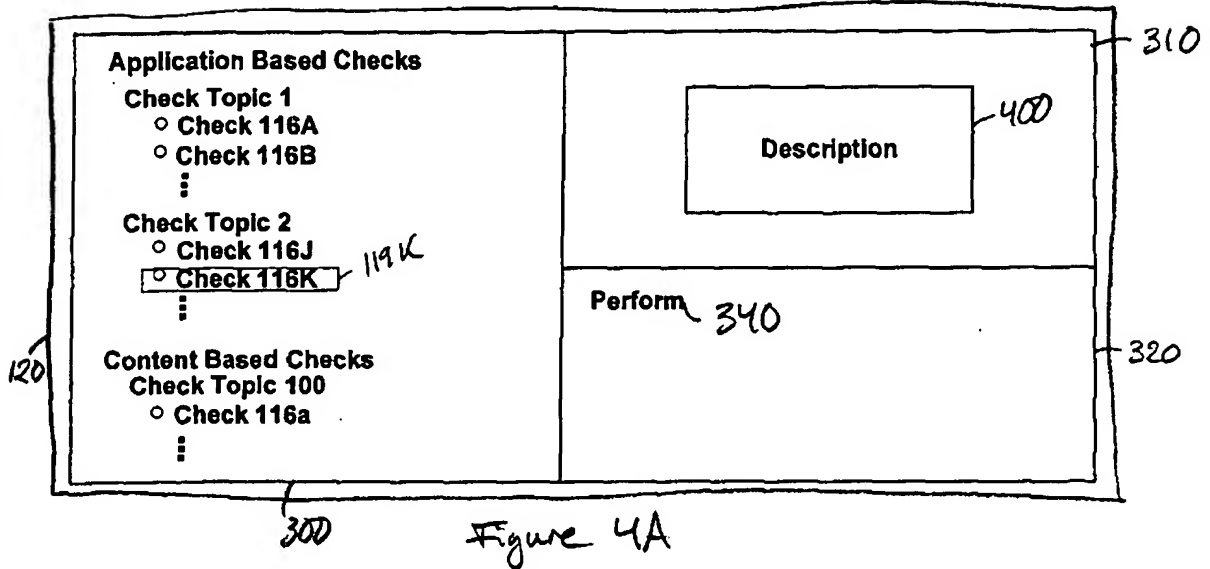 Application Based Checks
Check Topic 1
Check 116A
Check 116B
Check Topic 2
Check 116J
Check 116K
119K
Content Based Checks
Check Topic 100
Check 116a
120
300
310
Description
400
Perform
340
320
Figure 4A